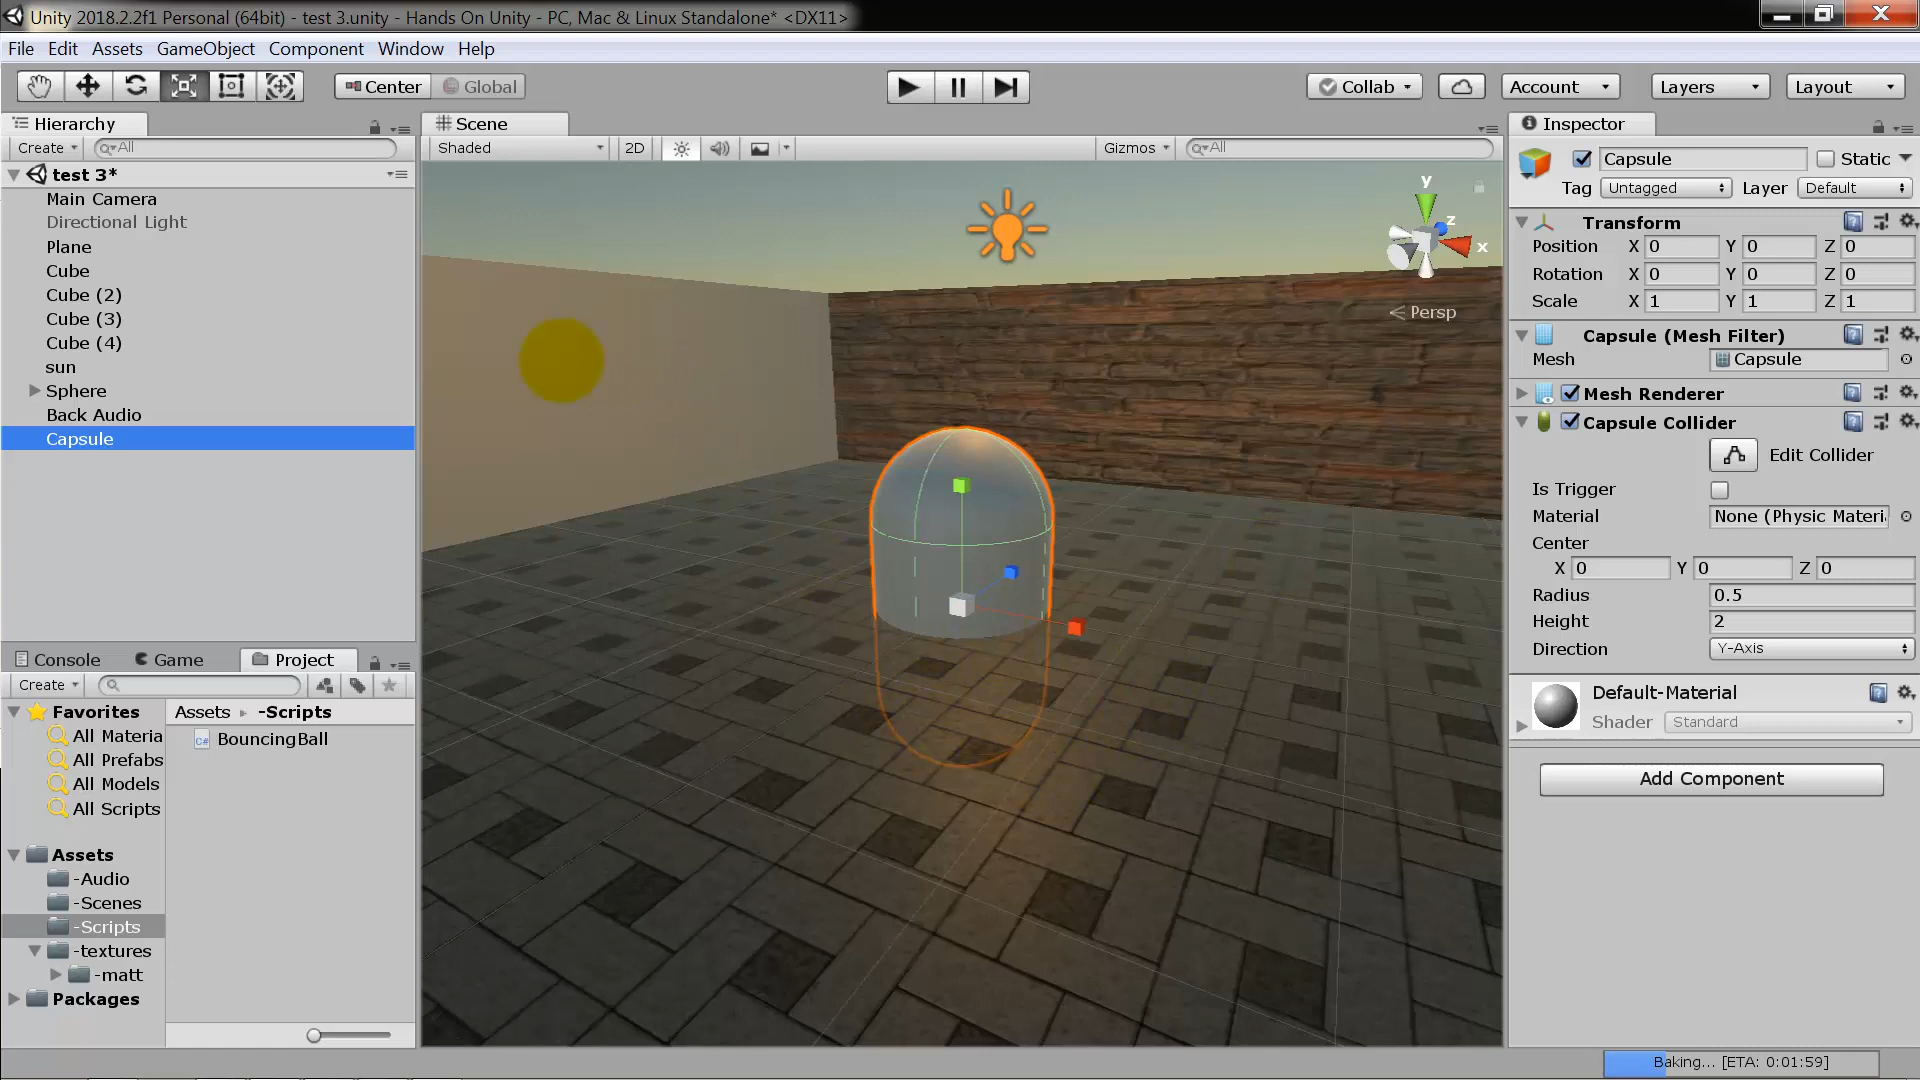 Unity 2018.2.2f1 Personal (64bit) - test 3.unity - Hands On Unity - PC, Mac & Linux Standalone* <DX11>
File Edit Assets GameObject Component Window Help
Center Global Collab Account Layers Layout
Hierarchy
Create All
test 3*
Main Camera
Directional Light
Plane
Cube
Cube (2)
Cube (3)
Cube (4)
sun
Sphere
Back Audio
Capsule
Scene
Shaded 2D Gizmos All
y
z
x
Persp
Inspector
Capsule Static
Tag Untagged Layer Default
Transform
Position X 0 Y 0 Z 0
Rotation X 0 Y 0 Z 0
Scale X 1 Y 1 Z 1
Capsule (Mesh Filter)
Mesh Capsule
Mesh Renderer
Capsule Collider
Edit Collider
Is Trigger
Material None (Physic Materi
Center
X 0 Y 0 Z 0
Radius 0.5
Height 2
Direction Y-Axis
Default-Material
Shader Standard
Add Component
Console Game Project
Create
Favorites
All Materia
All Prefabs
All Models
All Scripts
Assets
-Audio
-Scenes
-Scripts
-textures
-matt
Packages
Assets -Scripts
C# BouncingBall
Baking... [ETA: 0:01:59]